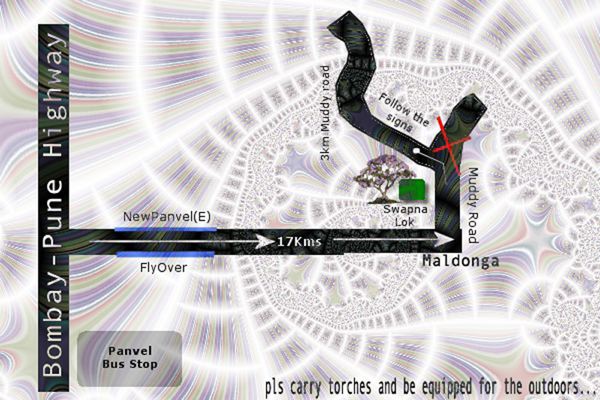 Bombay-Pune Highway
3km Muddy road
Follow the
signs
Muddy Road
Swapna
Lok
NewPanvel(E)
17Kms
FlyOver
Maldonga
Panvel
Bus Stop
pls carry torches and be equipped for the outdoors...